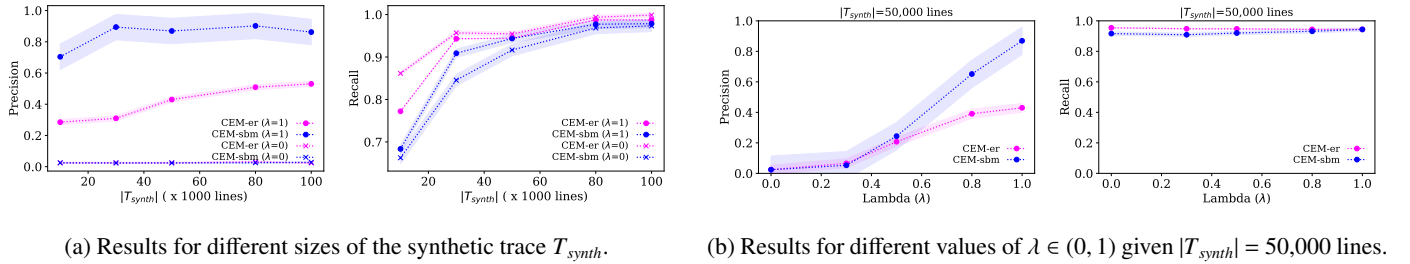 1.0
0.8
0.6
0.4
0.2
0.0
Precision
CEM-er (λ=1)
CEM-sbm (λ=1)
CEM-er (λ=0)
CEM-sbm (λ=0)
20 40 60 80 100
|Tsynth| ( x 1000 lines)
1.0
0.9
0.8
0.7
Recall
CEM-er (λ=1)
CEM-sbm (λ=1)
CEM-er (λ=0)
CEM-sbm (λ=0)
20 40 60 80 100
|Tsynth| ( x 1000 lines)
(a) Results for different sizes of the synthetic trace Tsynth.
|Tsynth|=50,000 lines
1.0
0.8
0.6
0.4
0.2
0.0
Precision
CEM-er
CEM-sbm
0.0 0.2 0.4 0.6 0.8 1.0
Lambda (λ)
|Tsynth|=50,000 lines
1.0
0.8
0.6
0.4
0.2
0.0
Recall
CEM-er
CEM-sbm
0.0 0.2 0.4 0.6 0.8 1.0
Lambda (λ)
(b) Results for different values of λ ∈ (0, 1) given |Tsynth| = 50,000 lines.